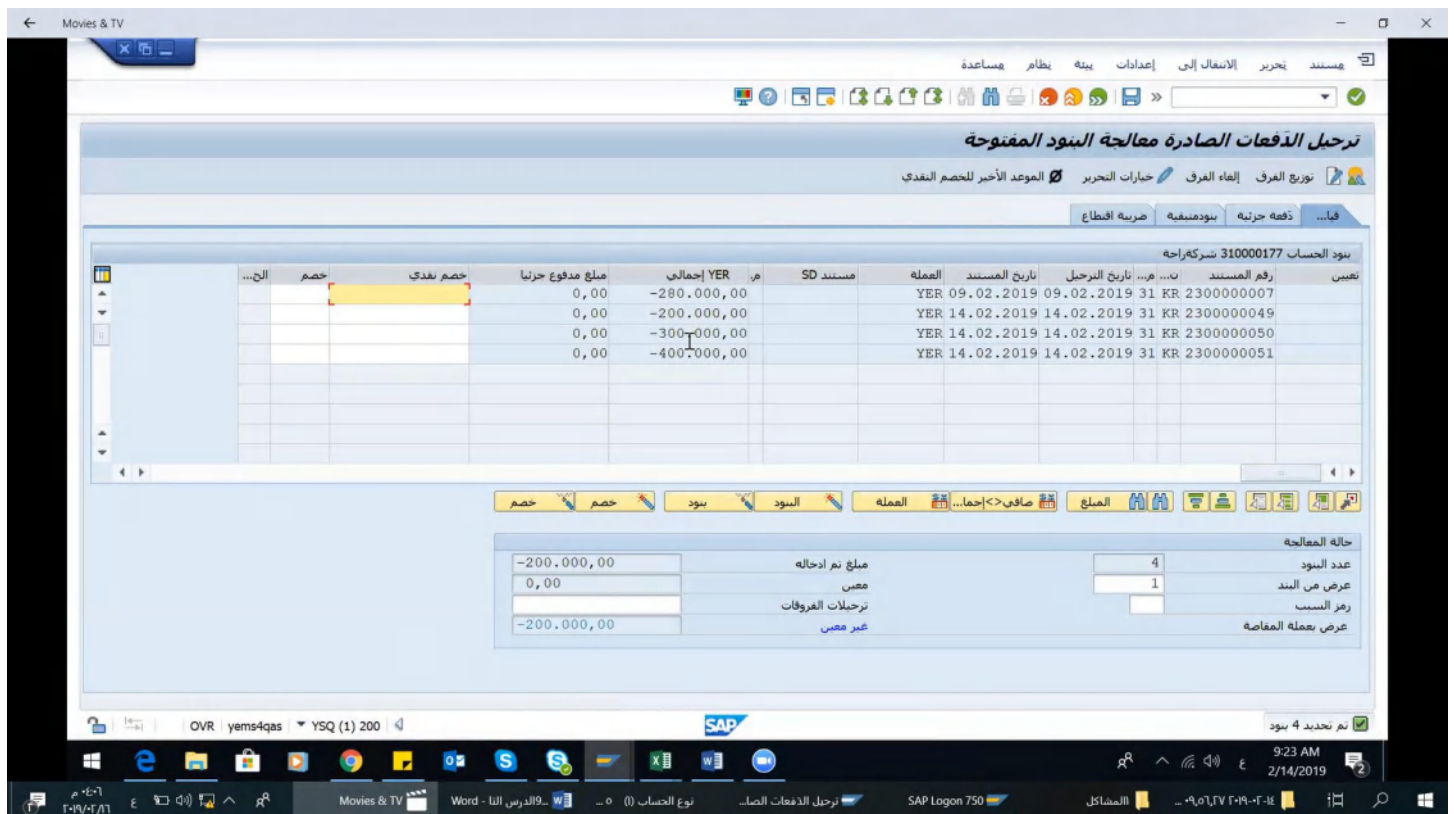 Movies & TV
مستند تحرير الانتقال إلى إعدادات بيئة نظام مساعدة
ترحيل الدَفعات الصادرة معالجة البنود المفتوحة
توزيع الفرق إلغاء الفرق خيارات التحرير الموعد الأخير للخصم النقدي
قيا... دَفعة جزئية بنودمتبقية ضريبة اقتطاع
بنود الحساب 310000177 شركةراحة
تعيين رقم المستند ن... م... تاريخ الترحيل تاريخ المستند العملة مستند SD م. YER إجمالي مبلغ مدفوع جزئيا خصم نقدي خصم الح...
2300000007 KR 31 09.02.2019 09.02.2019 YER 280.000,00- 0,00
2300000049 KR 31 14.02.2019 14.02.2019 YER 200.000,00- 0,00
2300000050 KR 31 14.02.2019 14.02.2019 YER 300.000,00- 0,00
2300000051 KR 31 14.02.2019 14.02.2019 YER 400.000,00- 0,00
المبلغ صافي<>إجما... العملة البنود بنود خصم خصم
حالة المعالجة
عدد البنود 4 مبلغ تم ادخاله 200.000,00-
عرض من البند 1 معين 0,00
رمز السبب ترحيلات الفروقات
عرض بعملة المقاصة غير معين 200.000,00-
تم تحديد 4 بنود SAP YSQ (1) 200 yems4qas OVR
9:23 AM
2/14/2019
المشاكل SAP Logon 750 ترحيل الدَفعات الصا... نوع الحساب () o ... 9الدرس الثا - Word Movies & TV ع